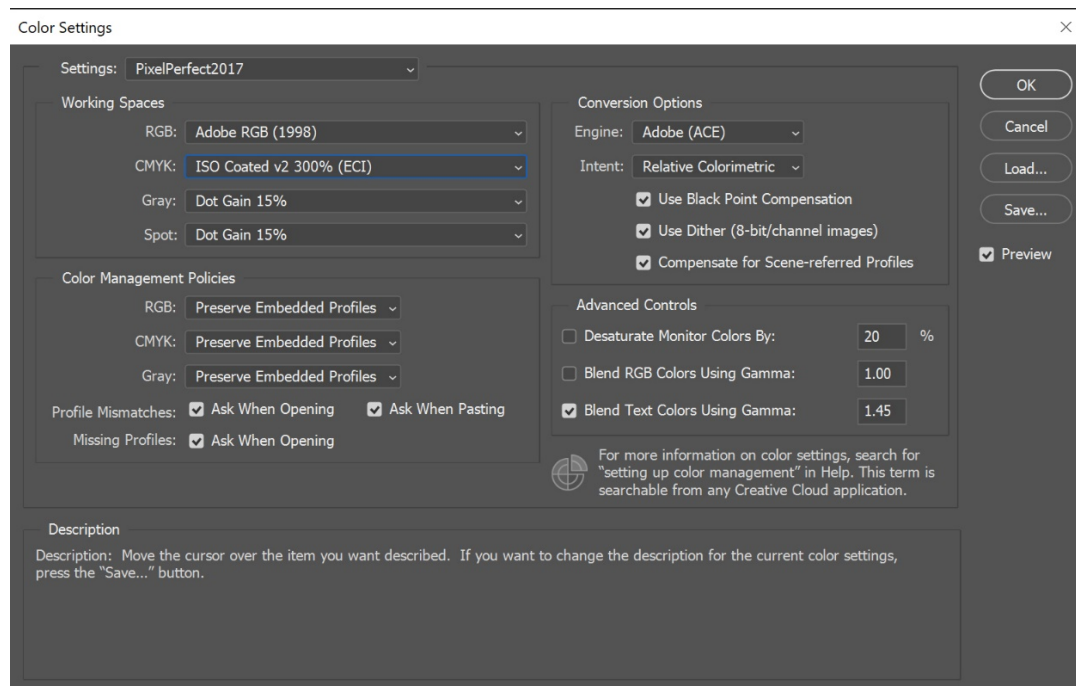 Color Settings
Settings: PixelPerfect2017
Working Spaces
RGB: Adobe RGB (1998)
CMYK: ISO Coated v2 300% (ECI)
Gray: Dot Gain 15%
Spot: Dot Gain 15%
Color Management Policies
RGB: Preserve Embedded Profiles
CMYK: Preserve Embedded Profiles
Gray: Preserve Embedded Profiles
Profile Mismatches: Ask When Opening Ask When Pasting
Missing Profiles: Ask When Opening
Conversion Options
Engine: Adobe (ACE)
Intent: Relative Colorimetric
Use Black Point Compensation
Use Dither (8-bit/channel images)
Compensate for Scene-referred Profiles
Advanced Controls
Desaturate Monitor Colors By: 20 %
Blend RGB Colors Using Gamma: 1.00
Blend Text Colors Using Gamma: 1.45
For more information on color settings, search for
“setting up color management” in Help. This term is
searchable from any Creative Cloud application.
OK
Cancel
Load...
Save...
Preview
Description
Description: Move the cursor over the item you want described. If you want to change the description for the current color settings,
press the “Save...” button.